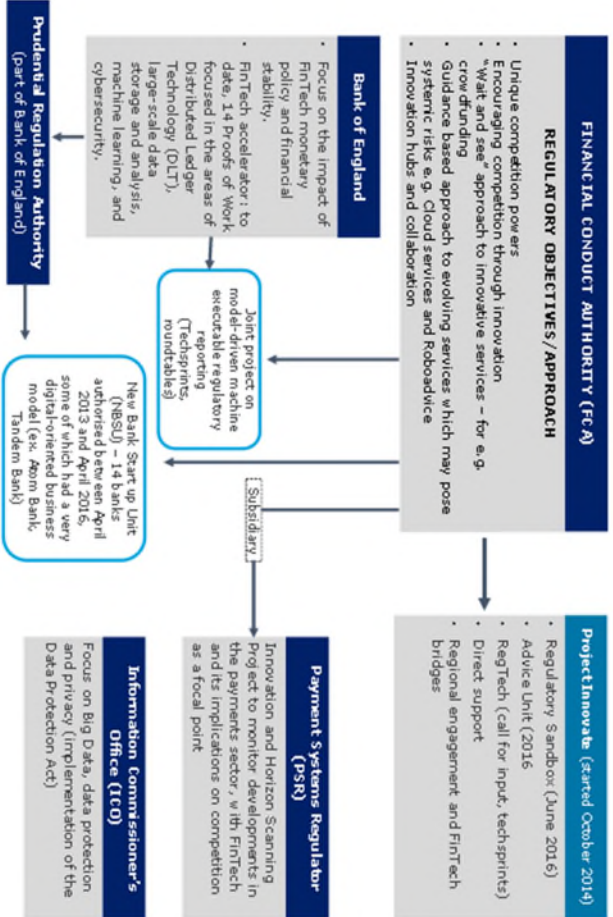 FINANCIAL CONDUCT AUTHORITY (FCA)
REGULATORY OBJECTIVES/APPROACH
• Unique competition powers
• Encouraging competition through innovation
• "Wait and see" approach to innovative services – for e.g.
crowdfunding
• Guidance based approach to evolving services which may pose
systemic risks e.g. Cloud services and Roboadvice
• Innovation hubs and collaboration
Project Innovate (started October 2014)
• Regulatory Sandbox (June 2016)
• Advice Unit (2016
• RegTech (call for input, techsprints)
• Direct support
• Regional engagement and FinTech
bridges
Bank of England
• Focus on the impact of
FinTech monetary
policy and financial
stability.
• FinTech accelerator: to
date, 14 Proofs of Work
focused in the areas of
Distributed Ledger
Technology (DLT),
large-scale data
storage and analysis,
machine learning, and
cybersecurity.
Joint project on
model-driven machine
executable regulatory
reporting
(Techsprints,
roundtables)
Subsidiary
Payment Systems Regulator
(PSR)
Innovation and Horizon Scanning
Project to monitor developments in
the payments sector, with FinTech
and its implications on competition
as a focal point
Prudential Regulation Authority
(part of Bank of England)
New Bank Start up Unit
(NBSU) – 14 banks
authorised between April
2013 and April 2016,
some of which had a very
digital-oriented business
model (ex. Atom Bank,
Tandem Bank)
Information Commissioner's
Office (ICO)
Focus on Big Data, data protection
and privacy (implementation of the
Data Protection Act)